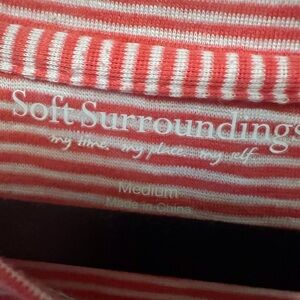 Soft Surroundings
my time. my place. my self.
Medium
Made in China